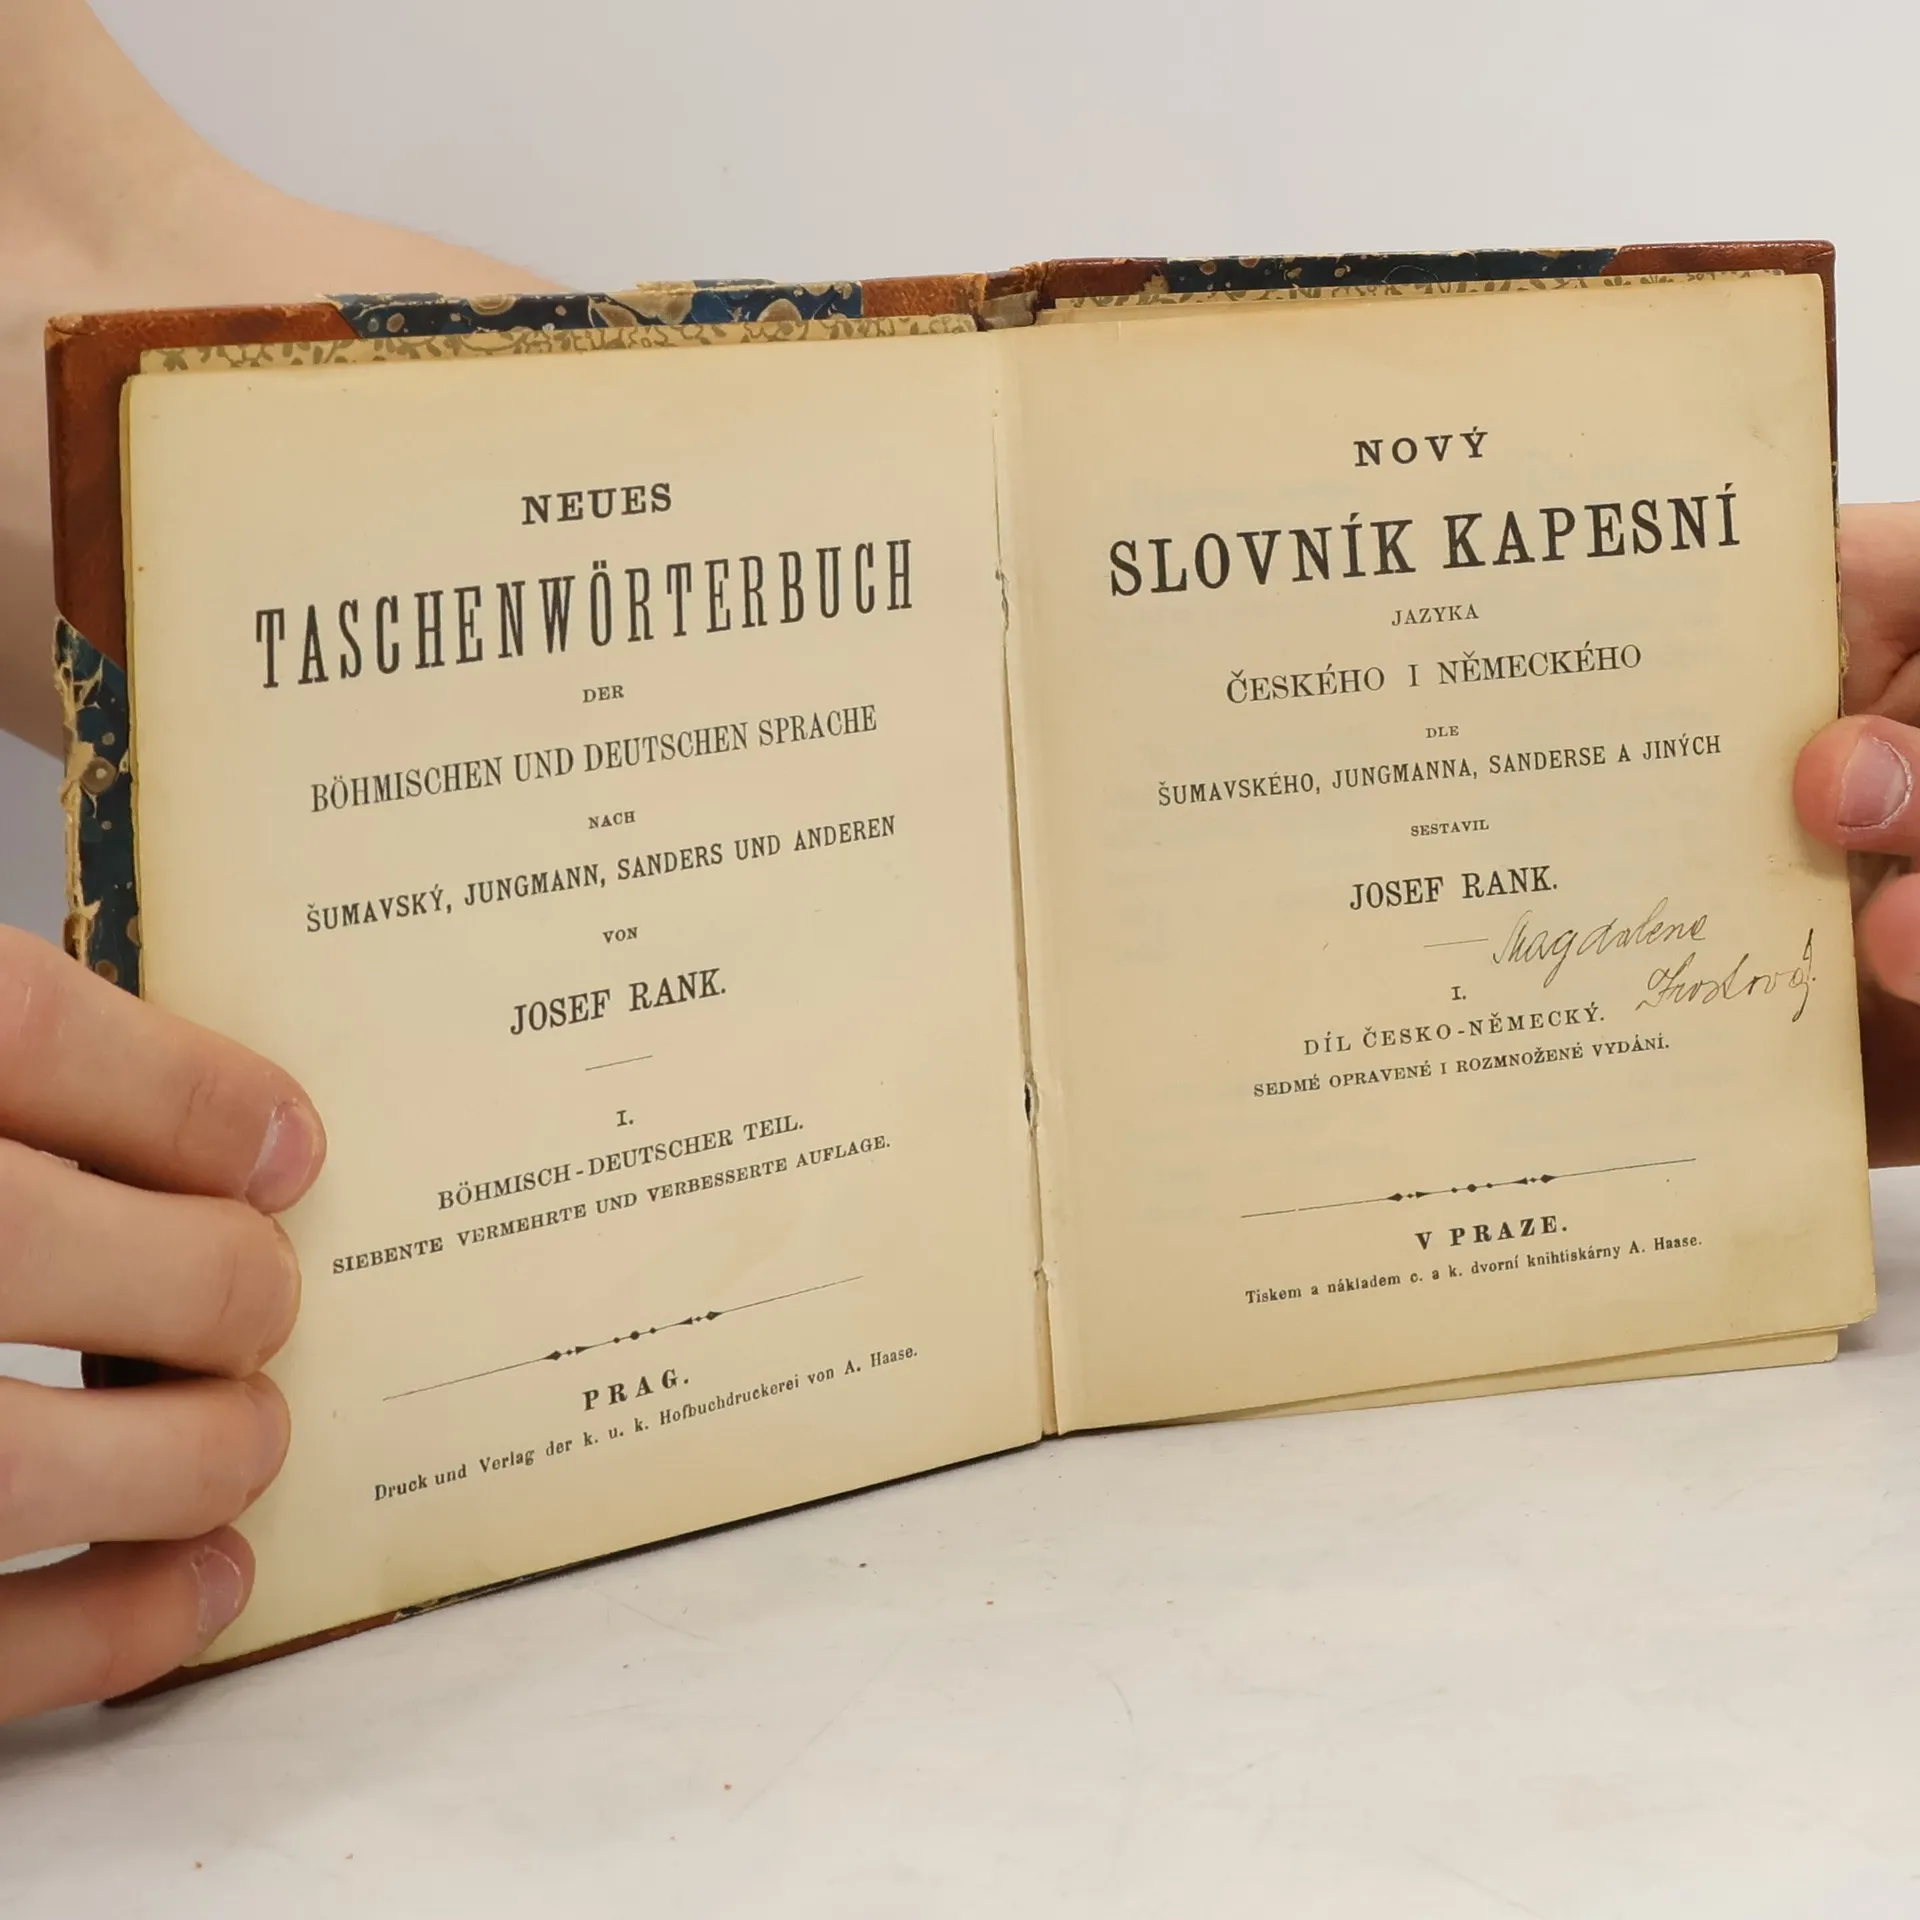 NEUES
TASCHENWÖRTERBUCH
DER
BÖHMISCHEN UND DEUTSCHEN SPRACHE
NACH
ŠUMAVSKÝ, JUNGMANN, SANDERS UND ANDEREN
VON
JOSEF RANK.
I.
BÖHMISCH-DEUTSCHER TEIL.
SIEBENTE VERMEHRTE UND VERBESSERTE AUFLAGE.
PRAG.
Druck und Verlag der k. u. k. Hofbuchdruckerei von A. Haase.
NOVÝ
SLOVNÍK KAPESNÍ
JAZYKA
ČESKÉHO I NĚMECKÉHO
DLE
ŠUMAVSKÉHO, JUNGMANNA, SANDERSE A JINÝCH
SESTAVIL
JOSEF RANK.
Magdalena
I.
DÍL ČESKO-NĚMECKÝ.
SEDMÉ OPRAVENÉ I ROZMNOŽENÉ VYDÁNÍ.
V PRAZE.
Tiskem a nákladem c. a k. dvorní knihtiskárny A. Haase.